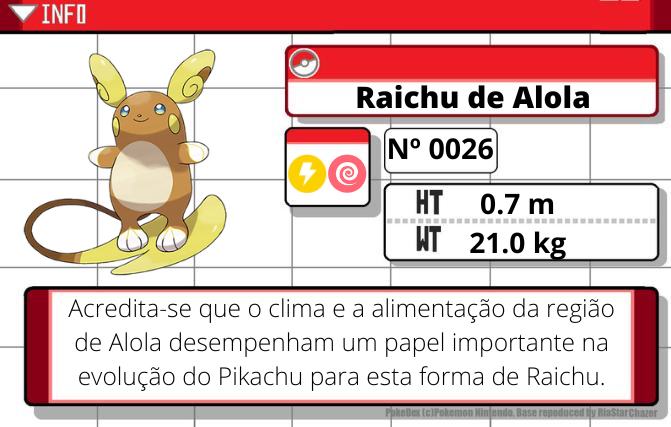 INFO
Raichu de Alola
Nº 0026
HT 0.7 m
WT 21.0 kg
Acredita-se que o clima e a alimentação da região
de Alola desempenham um papel importante na
evolução do Pikachu para esta forma de Raichu.
PokeDex (c)Pokemon Nintendo. Base reproduced by RiaStarChazer